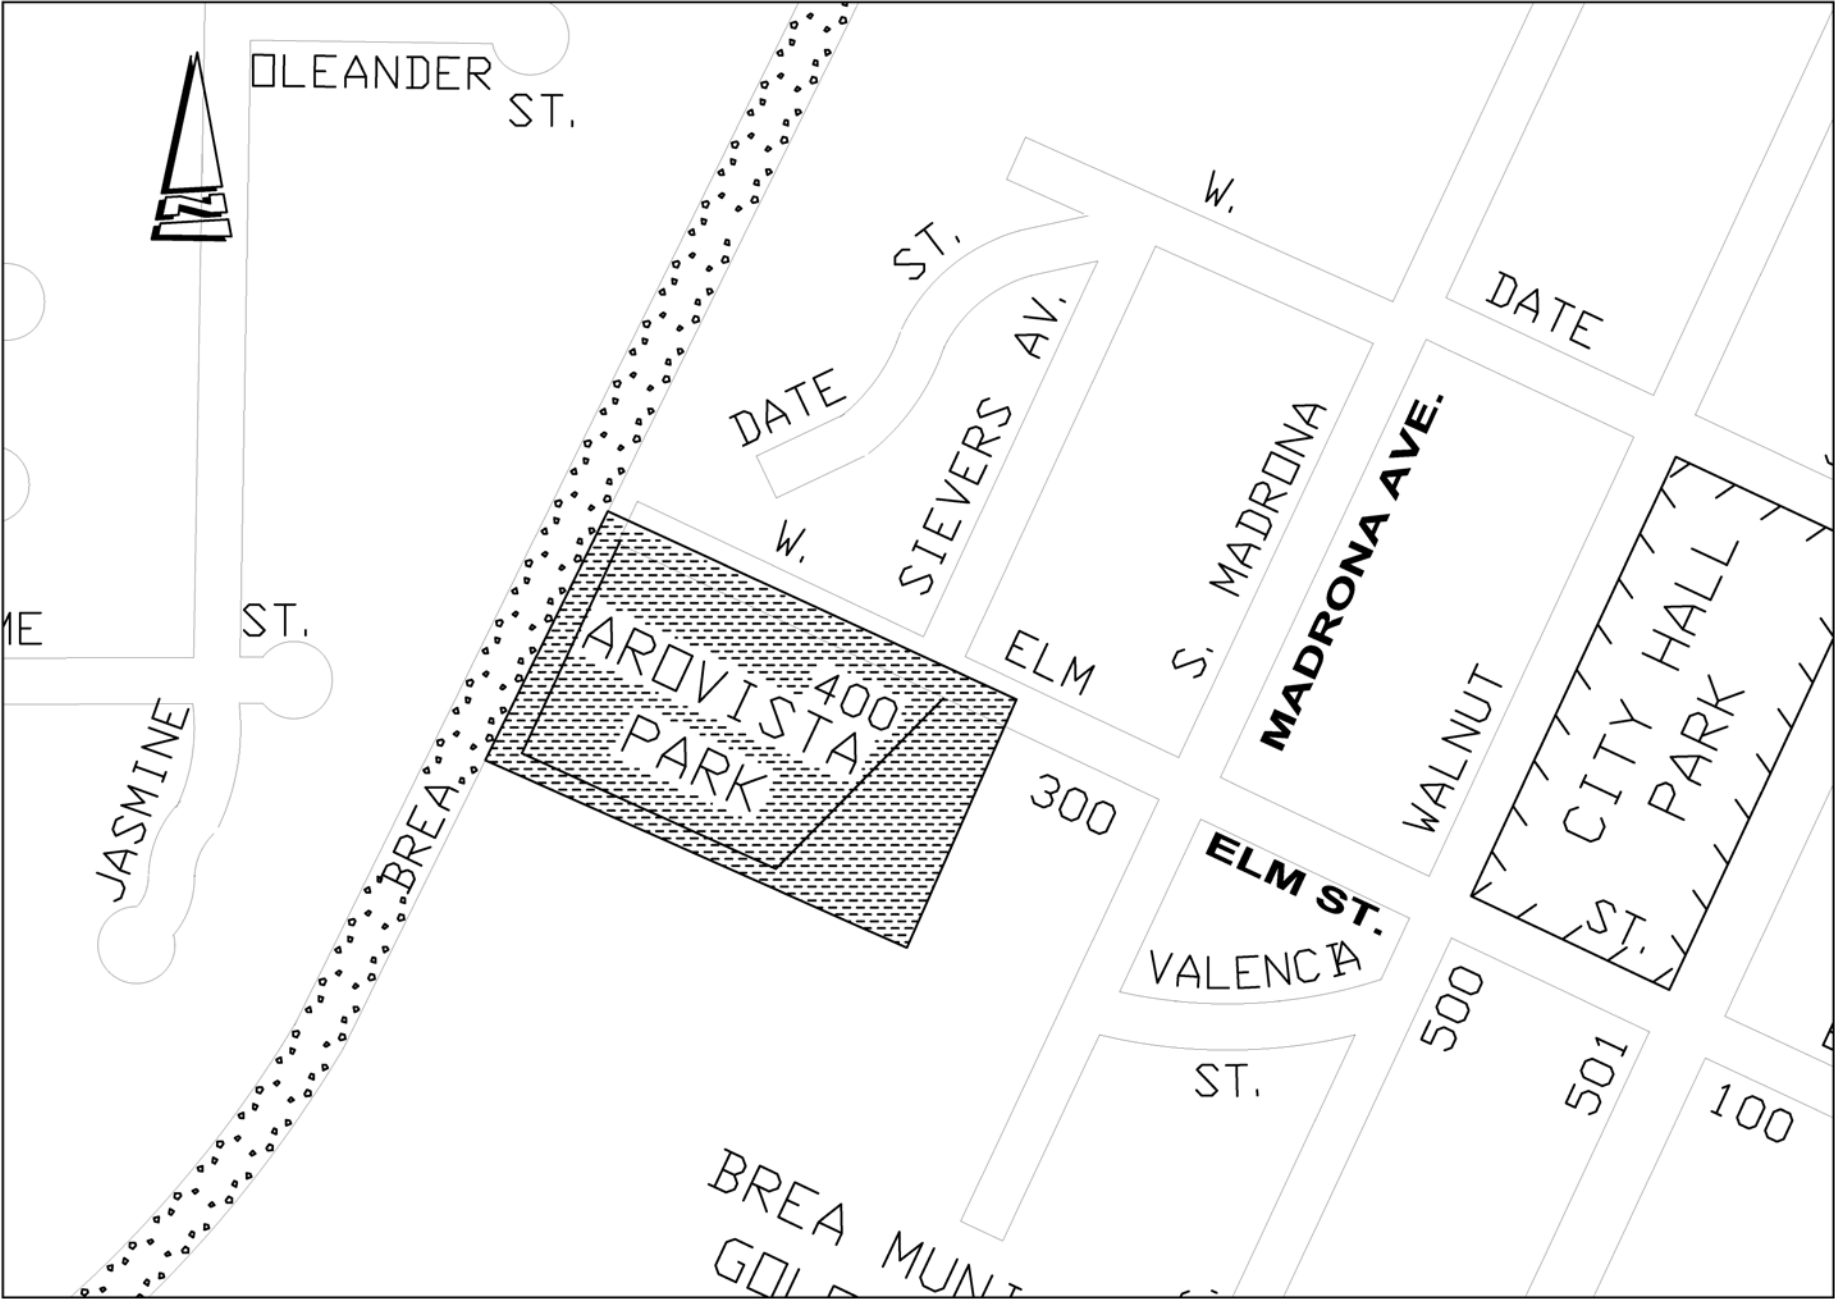 OLEANDER
ST.
N
W.
DATE
ST.
DATE
SIEVERS AV.
W.
ELM
S. MADRONA
MADRONA AVE.
WALNUT
CITY HALL
PARK
ST.
AROVISTA
PARK
400
300
ST.
JASMINE
BREA
ELM ST.
VALENCIA
ST.
500
501
100
BREA MUNI
GOL